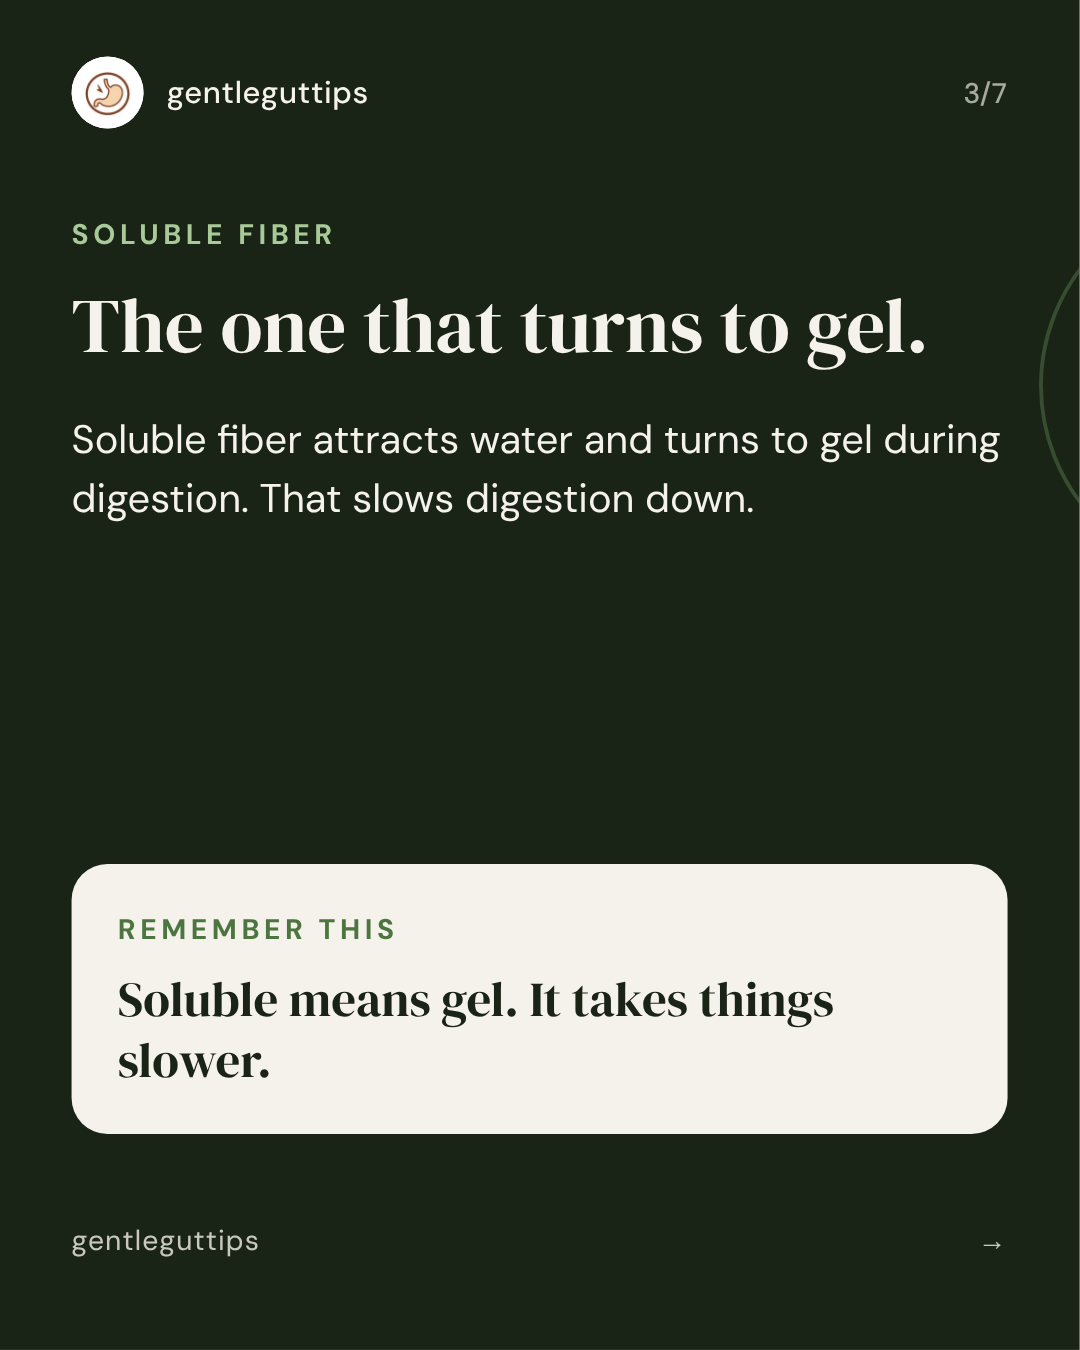 gentleguttips
3/7
SOLUBLE FIBER
The one that turns to gel.
Soluble fiber attracts water and turns to gel during
digestion. That slows digestion down.
REMEMBER THIS
Soluble means gel. It takes things
slower.
gentleguttips
→